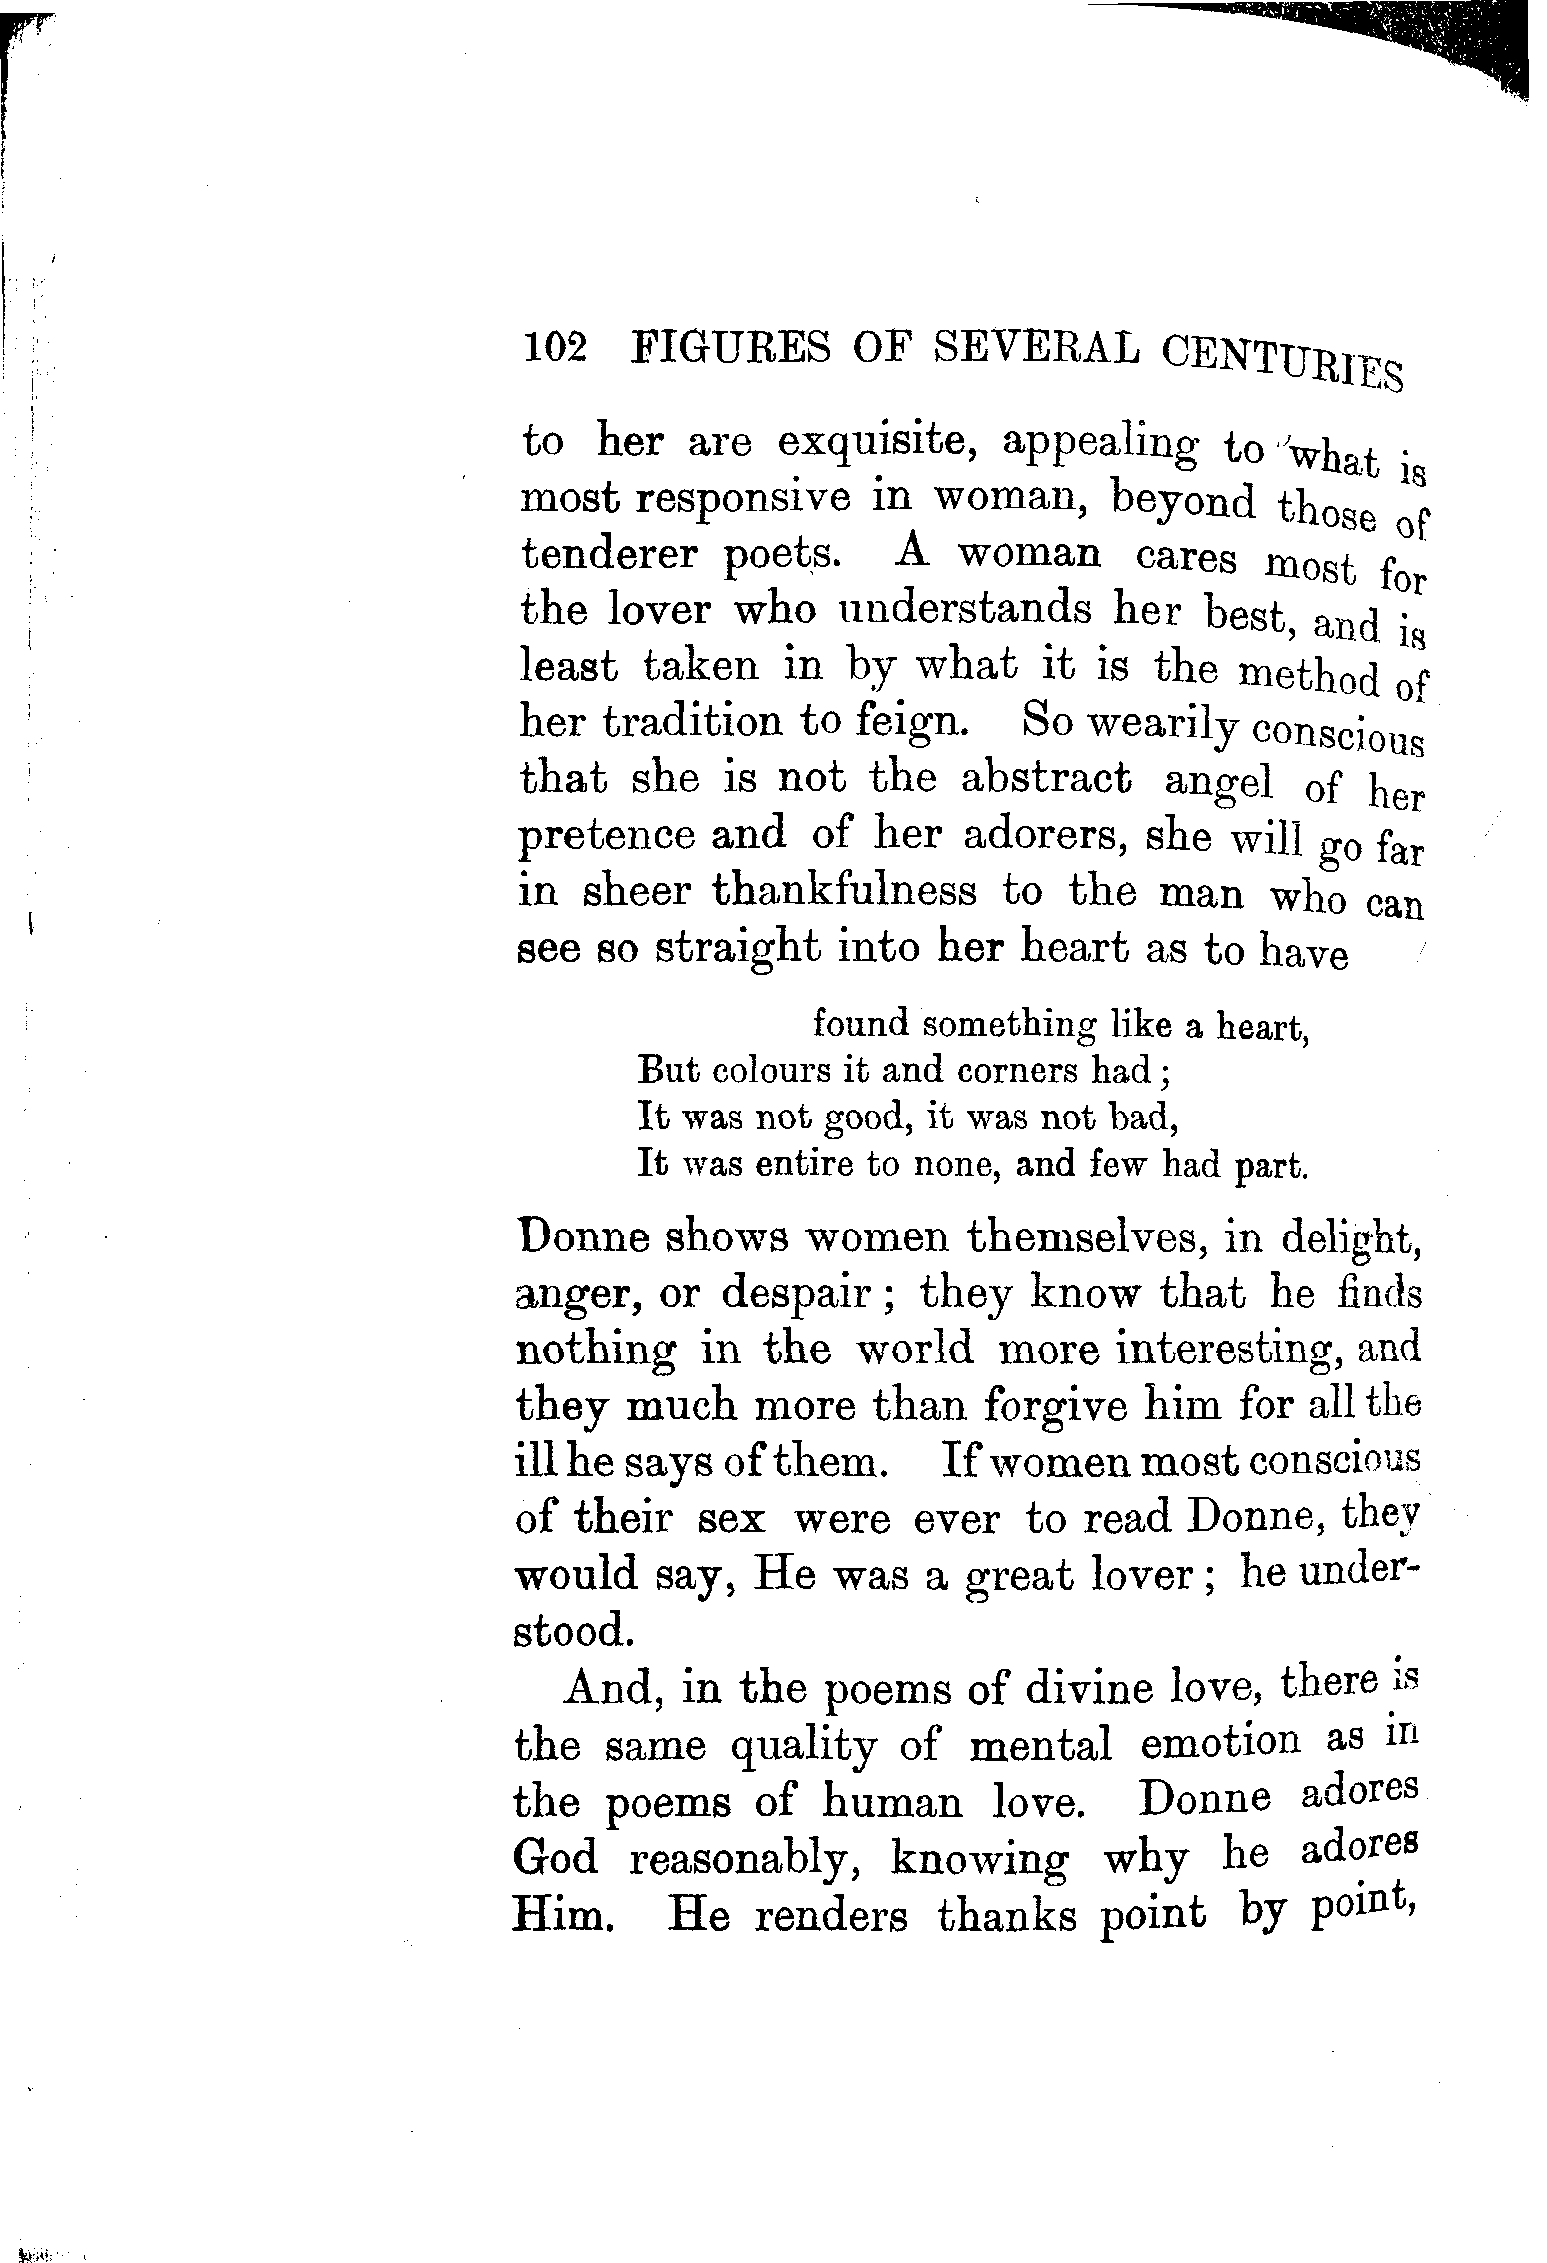 102 FIGURES OF SEVERAL CENTURIES
to her are exquisite, appealing to what is
most responsive in woman, beyond those of
tenderer poets. A woman cares most for
the lover who understands her best, and is
least taken in by what it is the method of
her tradition to feign. So wearily conscious
that she is not the abstract angel of her
pretence and of her adorers, she will go far
in sheer thankfulness to the man who can
see so straight into her heart as to have
found something like a heart,
But colours it and corners had ;
It was not good, it was not bad,
It was entire to none, and few had part.
Donne shows women themselves, in delight,
anger, or despair ; they know that he finds
nothing in the world more interesting, and
they much more than forgive him for all the
ill he says of them. If women most conscious
of their sex were ever to read Donne, they
would say, He was a great lover ; he under-
stood.
And, in the poems of divine love, there is
the same quality of mental emotion as in
the poems of human love. Donne adores
God reasonably, knowing why he adores
Him. He renders thanks point by point,